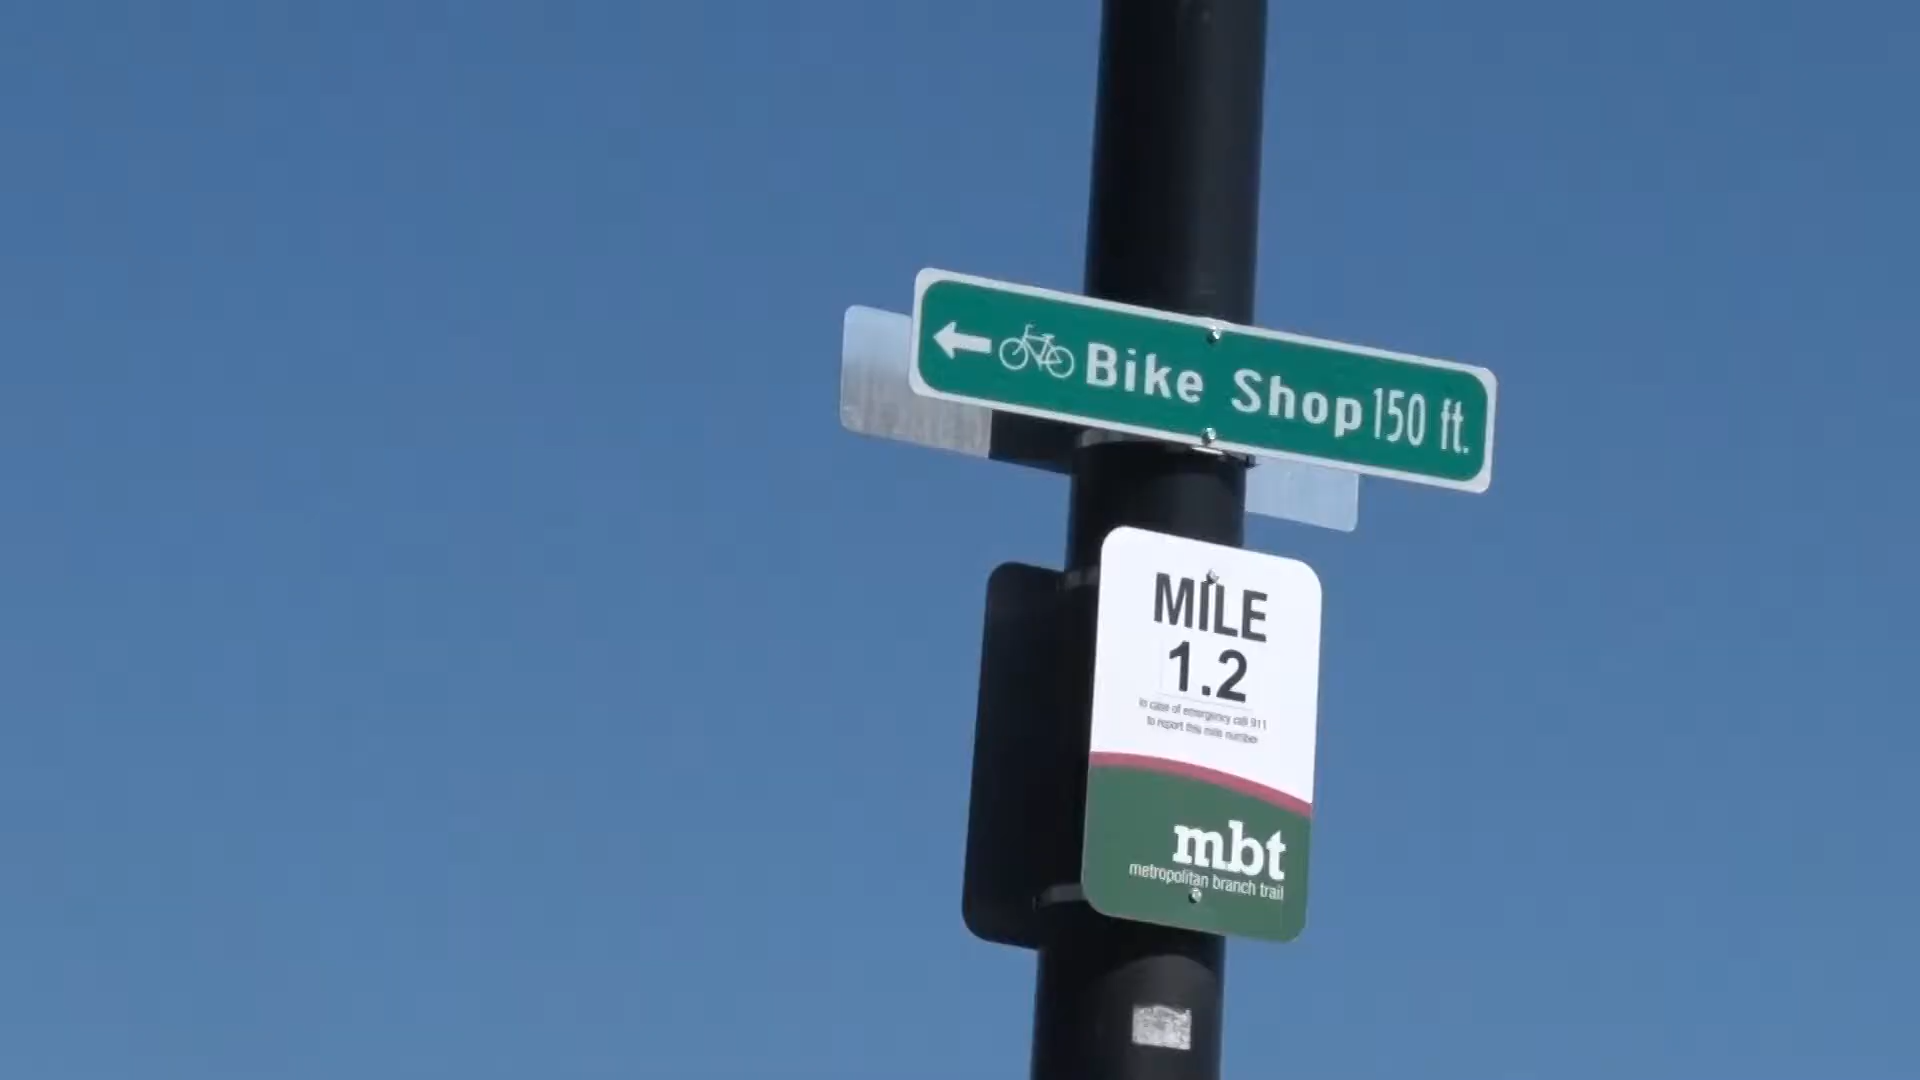 Bike Shop 150 ft.
MILE
1.2
In case of emergency call 911
to report this mile number
mbt
metropolitan branch trail